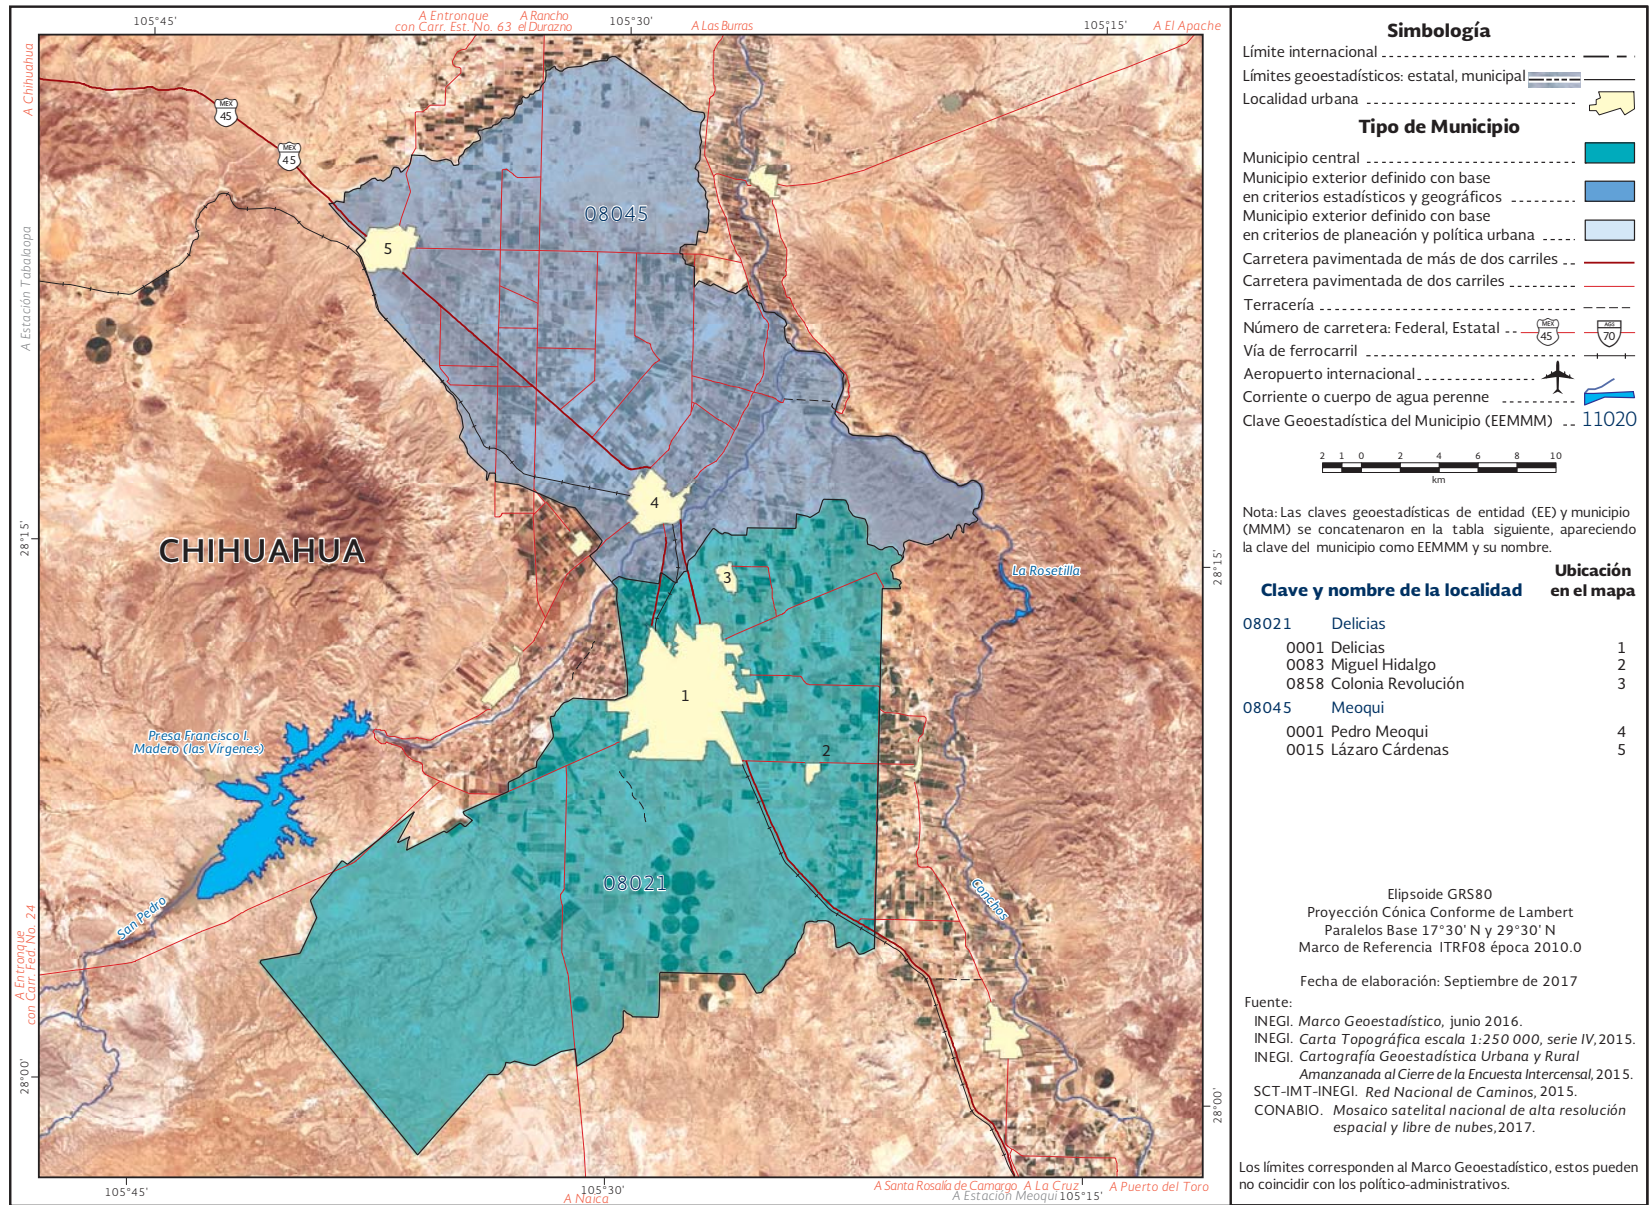 A Entronque
con Carr. Est. No. 63
A Rancho
el Durazno
A Las Burras
A El Apache
105°45'
105°30'
105°15'
A Chihuahua
A Estación Tabalaopa
28°15'
A Entronque
con Carr. Fed. No. 24
28°00'
MEX
45
MEX
45
08045
5
4
3
CHIHUAHUA
La Rosetilla
28°15'
1
2
Presa Francisco I.
Madero (las Vírgenes)
08021
San Pedro
Conchos
28°00'
105°45'
105°30'
105°15'
A Naica
A Santa Rosalía de Camargo
A La Cruz
A Puerto del Toro
A Estación Meoqui
Simbología
Límite internacional
Límites geoestadísticos: estatal, municipal
Localidad urbana
Tipo de Municipio
Municipio central
Municipio exterior definido con base
en criterios estadísticos y geográficos
Municipio exterior definido con base
en criterios de planeación y política urbana
Carretera pavimentada de más de dos carriles
Carretera pavimentada de dos carriles
Terracería
Número de carretera: Federal, Estatal MEX 45 AGS 70
Vía de ferrocarril
Aeropuerto internacional
Corriente o cuerpo de agua perenne
Clave Geoestadística del Municipio (EEMMM) 11020
2 1 0 2 4 6 8 10
km
Nota: Las claves geoestadísticas de entidad (EE) y municipio
(MMM) se concatenaron en la tabla siguiente, apareciendo
la clave del municipio como EEMMM y su nombre.
Clave y nombre de la localidad
Ubicación
en el mapa
08021 Delicias
0001 Delicias 1
0083 Miguel Hidalgo 2
0858 Colonia Revolución 3
08045 Meoqui
0001 Pedro Meoqui 4
0015 Lázaro Cárdenas 5
Elipsoide GRS80
Proyección Cónica Conforme de Lambert
Paralelos Base 17°30' N y 29°30' N
Marco de Referencia ITRF08 época 2010.0
Fecha de elaboración: Septiembre de 2017
Fuente:
INEGI. Marco Geoestadístico, junio 2016.
INEGI. Carta Topográfica escala 1:250 000, serie IV, 2015.
INEGI. Cartografía Geoestadística Urbana y Rural
Amanzanada al Cierre de la Encuesta Intercensal, 2015.
SCT-IMT-INEGI. Red Nacional de Caminos, 2015.
CONABIO. Mosaico satelital nacional de alta resolución
espacial y libre de nubes, 2017.
Los límites corresponden al Marco Geoestadístico, estos pueden
no coincidir con los político-administrativos.